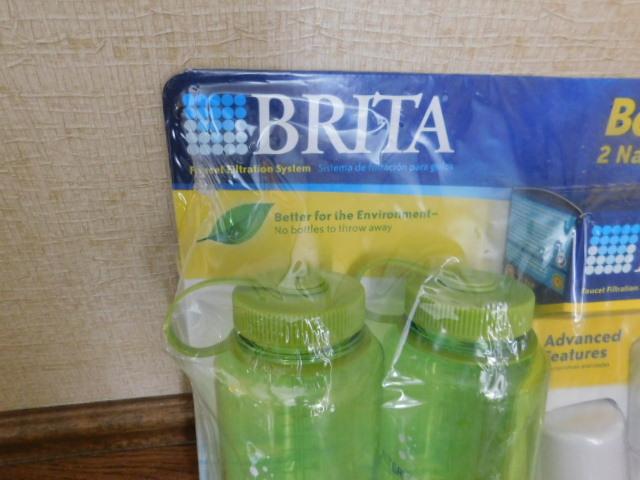 BRITA
Faucet Filtration System Sistema de filtración para grifos
Better for the Environment–
No bottles to throw away
2 Na
Faucet Filtration
Advanced
Features